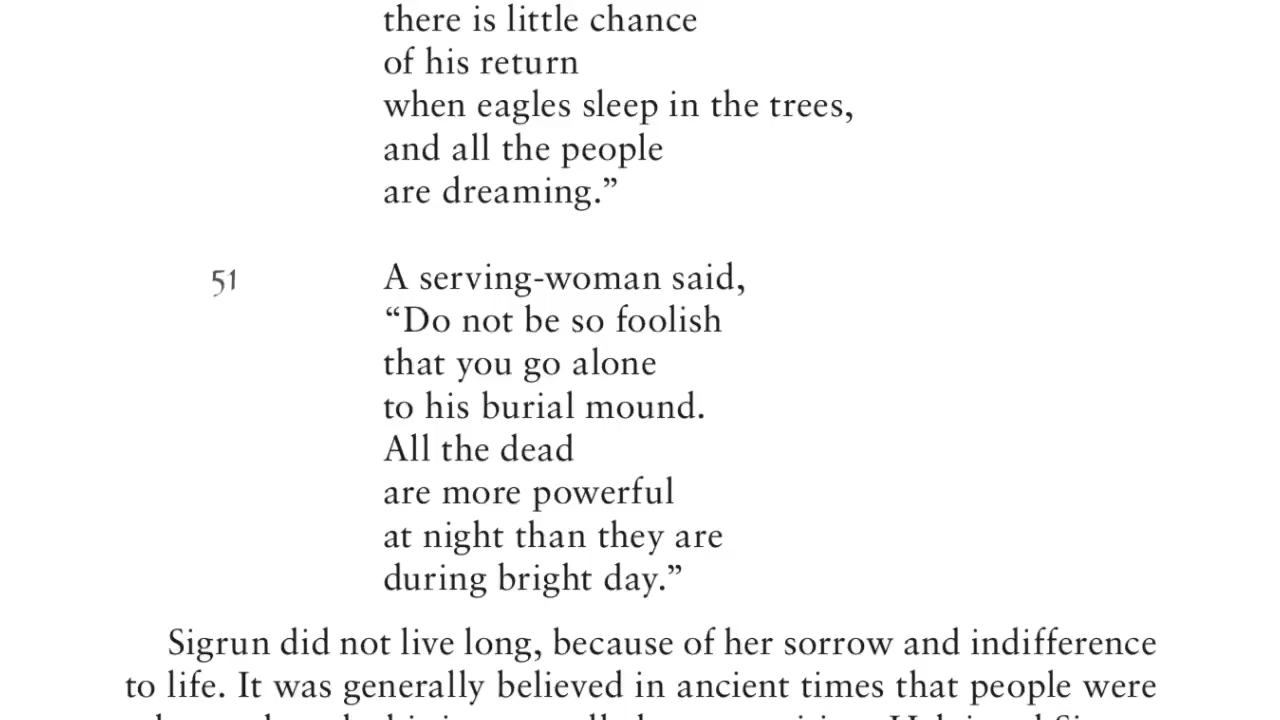 there is little chance
of his return
when eagles sleep in the trees,
and all the people
are dreaming.”
51 A serving-woman said,
“Do not be so foolish
that you go alone
to his burial mound.
All the dead
are more powerful
at night than they are
during bright day.”
Sigrun did not live long, because of her sorrow and indifference
to life. It was generally believed in ancient times that people were